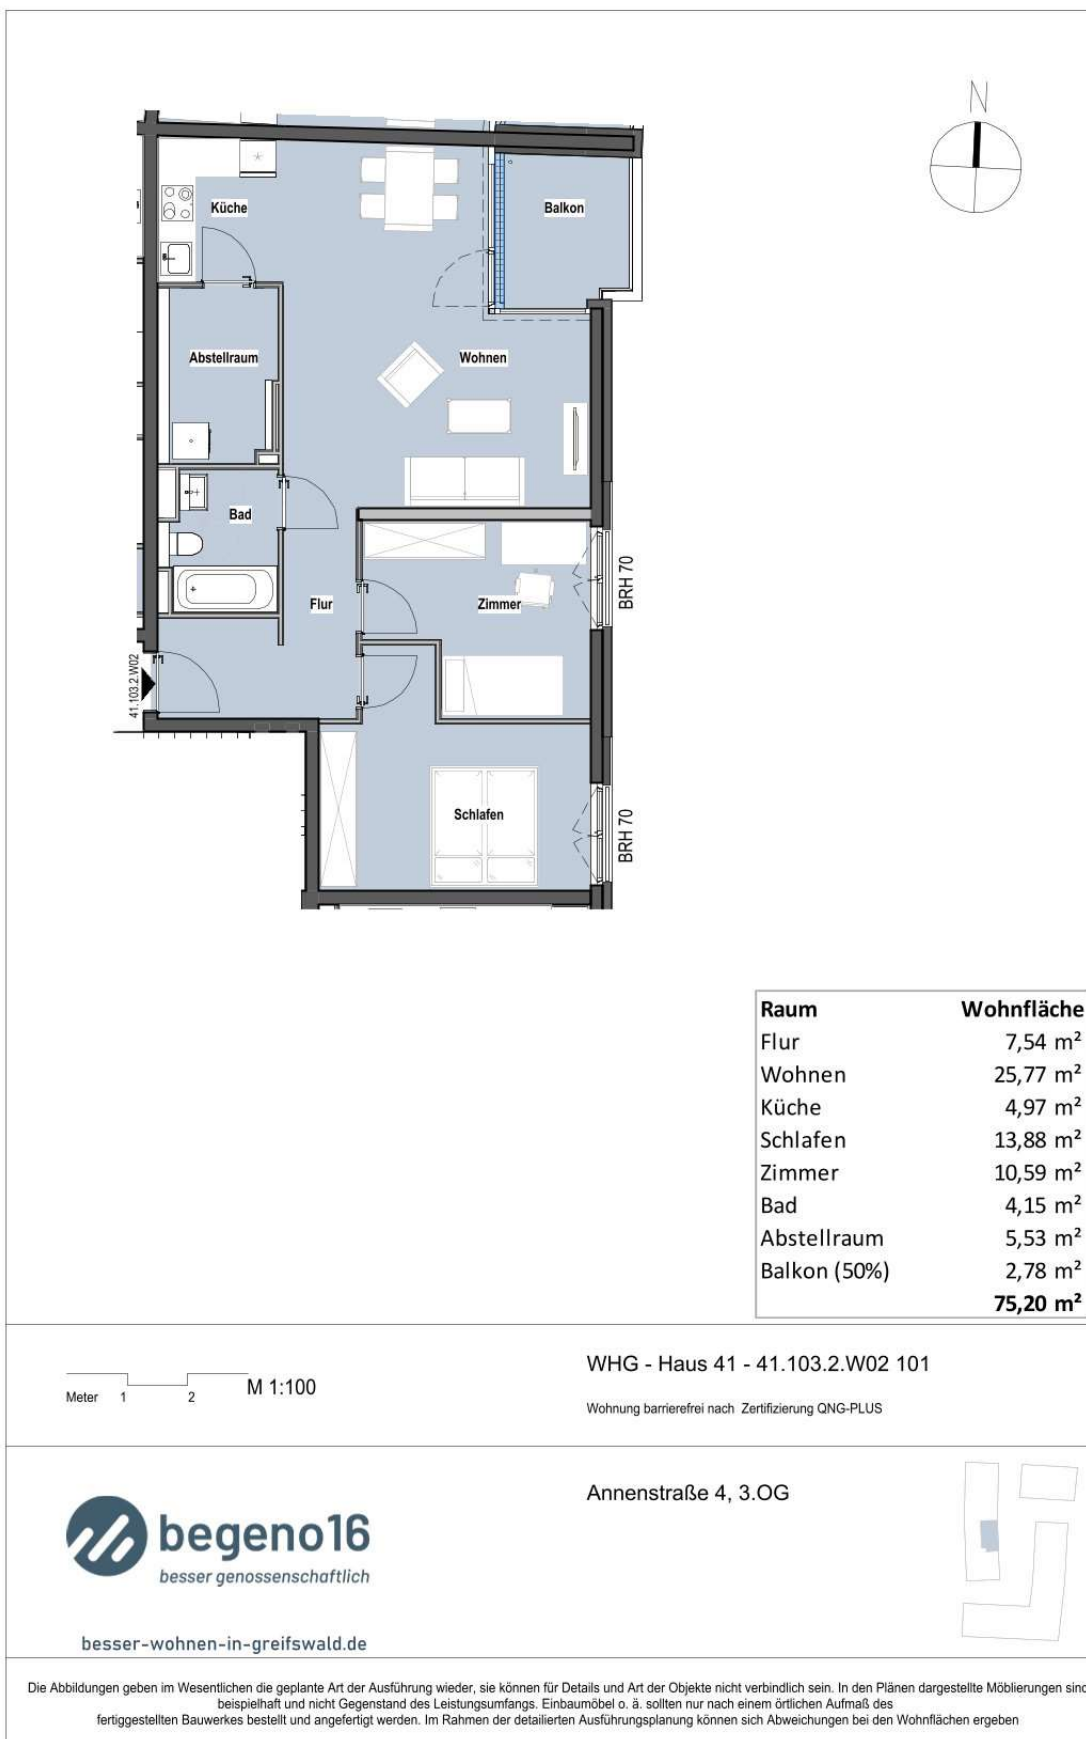 N
Küche
Balkon
Abstellraum
Wohnen
Bad
BRH 70
Flur
Zimmer
41.103.2.W02
Schlafen
BRH 70
Raum Wohnfläche
Flur 7,54 m²
Wohnen 25,77 m²
Küche 4,97 m²
Schlafen 13,88 m²
Zimmer 10,59 m²
Bad 4,15 m²
Abstellraum 5,53 m²
Balkon (50%) 2,78 m²
75,20 m²
Meter 1 2 M 1:100
WHG - Haus 41 - 41.103.2.W02 101
Wohnung barrierefrei nach Zertifizierung QNG-PLUS
Annenstraße 4, 3.OG
begeno16
besser genossenschaftlich
besser-wohnen-in-greifswald.de
Die Abbildungen geben im Wesentlichen die geplante Art der Ausführung wieder, sie können für Details und Art der Objekte nicht verbindlich sein. In den Plänen dargestellte Möblierungen sind
beispielhaft und nicht Gegenstand des Leistungsumfangs. Einbaumöbel o. ä. sollten nur nach einem örtlichen Aufmaß des
fertiggestellten Bauwerkes bestellt und angefertigt werden. Im Rahmen der detailierten Ausführungsplanung können sich Abweichungen bei den Wohnflächen ergeben